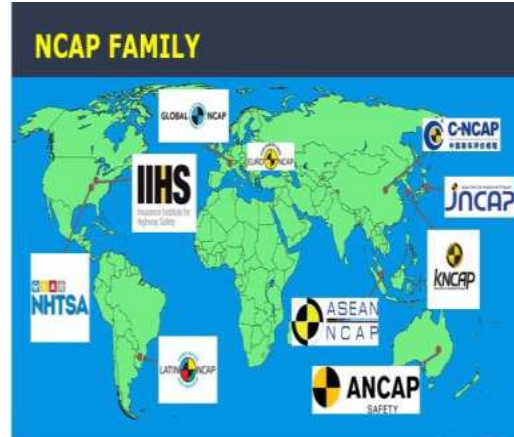 NCAP FAMILY
GLOBAL NCAP
EURO NCAP
C-NCAP
IIHS
Insurance Institute for
Highway Safety
JNCAP
KNCAP
NHTSA
ASEAN
NCAP
LATIN NCAP
ANCAP
SAFETY